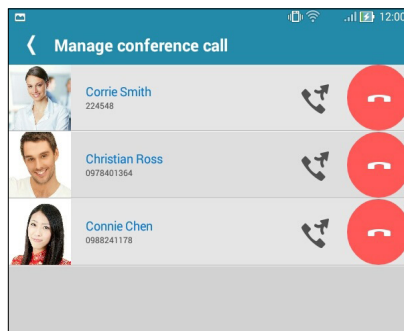 12:00
Manage conference call
Corrie Smith
224548
Christian Ross
0978401364
Connie Chen
0988241178